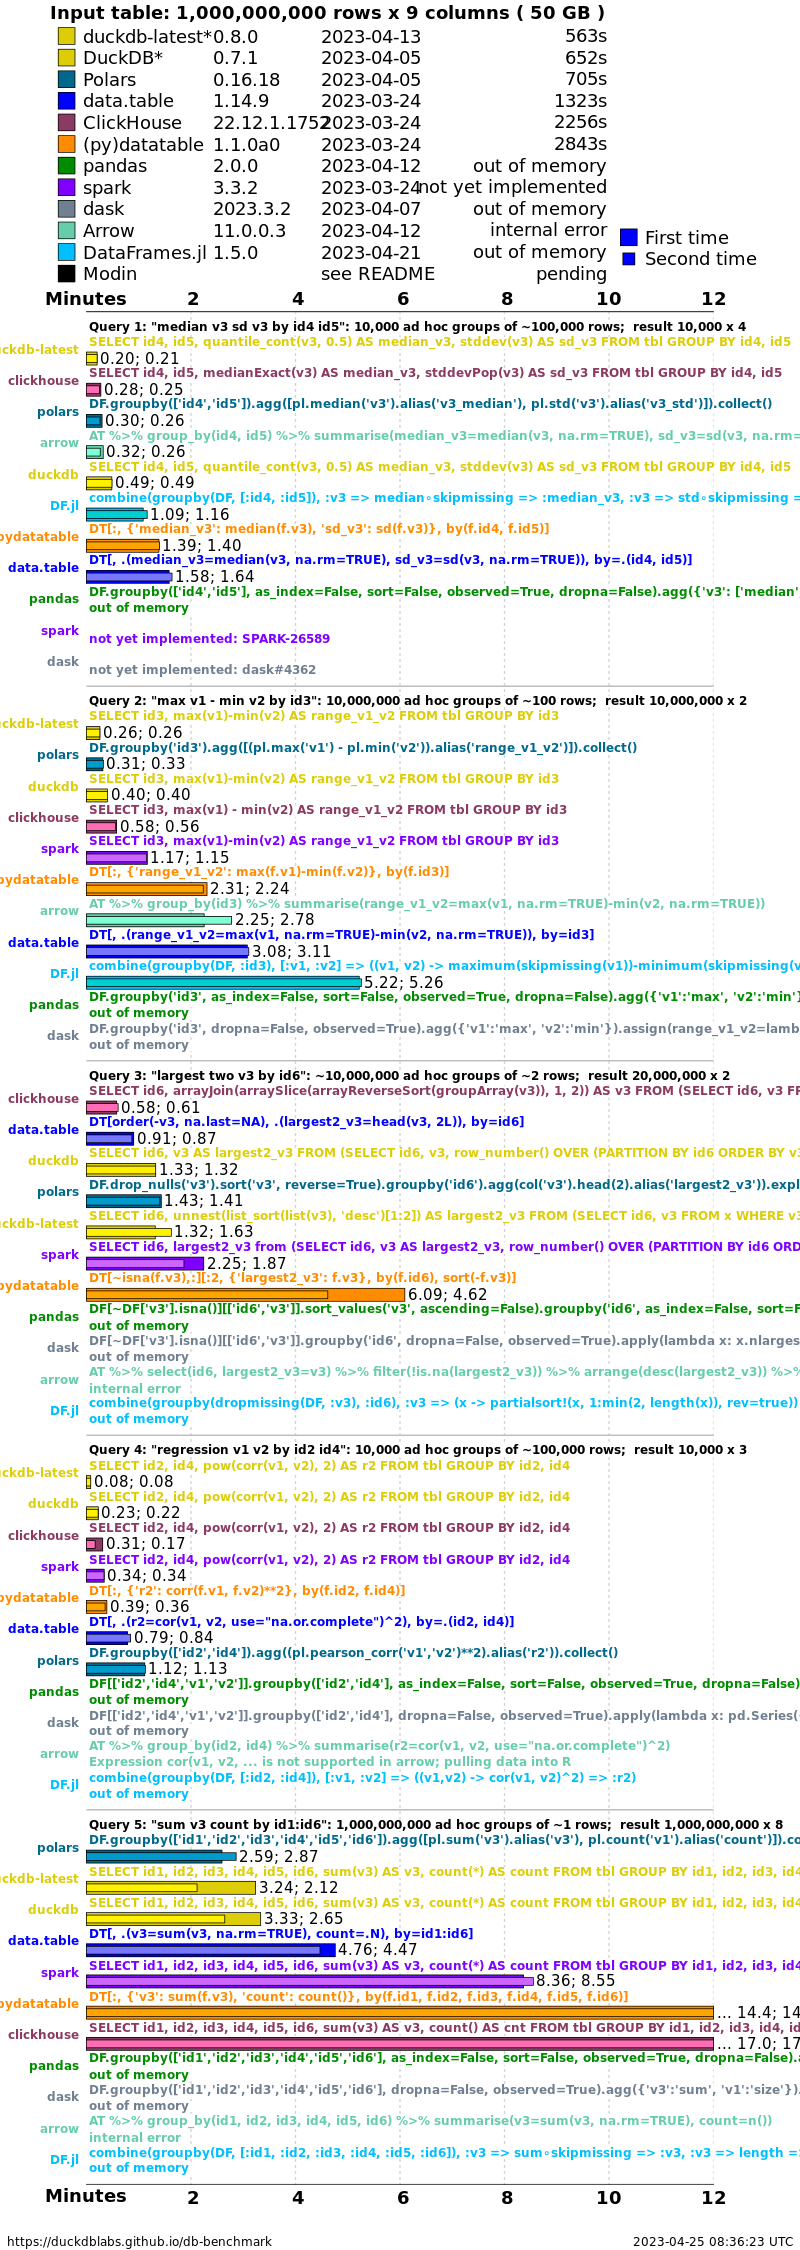 Input table: 1,000,000,000 rows x 9 columns ( 50 GB )
duckdb-latest* 0.8.0 2023-04-13 563s
DuckDB* 0.7.1 2023-04-05 652s
Polars 0.16.18 2023-04-05 705s
data.table 1.14.9 2023-03-24 1323s
ClickHouse 22.12.1.1752 2023-03-24 2256s
(py)datatable 1.1.0a0 2023-03-24 2843s
pandas 2.0.0 2023-04-12 out of memory
spark 3.3.2 2023-03-24 not yet implemented
dask 2023.3.2 2023-04-07 out of memory
Arrow 11.0.0.3 2023-04-12 internal error
DataFrames.jl 1.5.0 2023-04-21 out of memory
Modin see README pending
First time
Second time
Minutes 2 4 6 8 10 12
Query 1: "median v3 sd v3 by id4 id5": 10,000 ad hoc groups of ~100,000 rows;  result 10,000 x 4
SELECT id4, id5, quantile_cont(v3, 0.5) AS median_v3, stddev(v3) AS sd_v3 FROM tbl GROUP BY id4, id5
uckdb-latest 0.20; 0.21
SELECT id4, id5, medianExact(v3) AS median_v3, stddevPop(v3) AS sd_v3 FROM tbl GROUP BY id4, id5
clickhouse 0.28; 0.25
DF.groupby(['id4','id5']).agg([pl.median('v3').alias('v3_median'), pl.std('v3').alias('v3_std')]).collect()
polars 0.30; 0.26
AT %>% group_by(id4, id5) %>% summarise(median_v3=median(v3, na.rm=TRUE), sd_v3=sd(v3, na.rm=
arrow 0.32; 0.26
SELECT id4, id5, quantile_cont(v3, 0.5) AS median_v3, stddev(v3) AS sd_v3 FROM tbl GROUP BY id4, id5
duckdb 0.49; 0.49
combine(groupby(DF, [:id4, :id5]), :v3 => median∘skipmissing => :median_v3, :v3 => std∘skipmissing =
DF.jl 1.09; 1.16
DT[:, {'median_v3': median(f.v3), 'sd_v3': sd(f.v3)}, by(f.id4, f.id5)]
pydatatable 1.39; 1.40
DT[, .(median_v3=median(v3, na.rm=TRUE), sd_v3=sd(v3, na.rm=TRUE)), by=.(id4, id5)]
data.table 1.58; 1.64
DF.groupby(['id4','id5'], as_index=False, sort=False, observed=True, dropna=False).agg({'v3': ['median'
pandas out of memory
spark not yet implemented: SPARK-26589
dask not yet implemented: dask#4362
Query 2: "max v1 - min v2 by id3": 10,000,000 ad hoc groups of ~100 rows;  result 10,000,000 x 2
SELECT id3, max(v1)-min(v2) AS range_v1_v2 FROM tbl GROUP BY id3
uckdb-latest 0.26; 0.26
DF.groupby('id3').agg([(pl.max('v1') - pl.min('v2')).alias('range_v1_v2')]).collect()
polars 0.31; 0.33
SELECT id3, max(v1)-min(v2) AS range_v1_v2 FROM tbl GROUP BY id3
duckdb 0.40; 0.40
SELECT id3, max(v1) - min(v2) AS range_v1_v2 FROM tbl GROUP BY id3
clickhouse 0.58; 0.56
SELECT id3, max(v1)-min(v2) AS range_v1_v2 FROM tbl GROUP BY id3
spark 1.17; 1.15
DT[:, {'range_v1_v2': max(f.v1)-min(f.v2)}, by(f.id3)]
pydatatable 2.31; 2.24
AT %>% group_by(id3) %>% summarise(range_v1_v2=max(v1, na.rm=TRUE)-min(v2, na.rm=TRUE))
arrow 2.25; 2.78
DT[, .(range_v1_v2=max(v1, na.rm=TRUE)-min(v2, na.rm=TRUE)), by=id3]
data.table 3.08; 3.11
combine(groupby(DF, :id3), [:v1, :v2] => ((v1, v2) -> maximum(skipmissing(v1))-minimum(skipmissing(v
DF.jl 5.22; 5.26
DF.groupby('id3', as_index=False, sort=False, observed=True, dropna=False).agg({'v1':'max', 'v2':'min'}
pandas out of memory
DF.groupby('id3', dropna=False, observed=True).agg({'v1':'max', 'v2':'min'}).assign(range_v1_v2=lamb
dask out of memory
Query 3: "largest two v3 by id6": ~10,000,000 ad hoc groups of ~2 rows;  result 20,000,000 x 2
SELECT id6, arrayJoin(arraySlice(arrayReverseSort(groupArray(v3)), 1, 2)) AS v3 FROM (SELECT id6, v3 FR
clickhouse 0.58; 0.61
DT[order(-v3, na.last=NA), .(largest2_v3=head(v3, 2L)), by=id6]
data.table 0.91; 0.87
SELECT id6, v3 AS largest2_v3 FROM (SELECT id6, v3, row_number() OVER (PARTITION BY id6 ORDER BY v3
duckdb 1.33; 1.32
DF.drop_nulls('v3').sort('v3', reverse=True).groupby('id6').agg(col('v3').head(2).alias('largest2_v3')).expl
polars 1.43; 1.41
SELECT id6, unnest(list_sort(list(v3), 'desc')[1:2]) AS largest2_v3 FROM (SELECT id6, v3 FROM x WHERE v3
uckdb-latest 1.32; 1.63
SELECT id6, largest2_v3 from (SELECT id6, v3 AS largest2_v3, row_number() OVER (PARTITION BY id6 ORD
spark 2.25; 1.87
DT[~isna(f.v3),:][:2, {'largest2_v3': f.v3}, by(f.id6), sort(-f.v3)]
pydatatable 6.09; 4.62
DF[~DF['v3'].isna()][['id6','v3']].sort_values('v3', ascending=False).groupby('id6', as_index=False, sort=F
pandas out of memory
DF[~DF['v3'].isna()][['id6','v3']].groupby('id6', dropna=False, observed=True).apply(lambda x: x.nlarges
dask out of memory
AT %>% select(id6, largest2_v3=v3) %>% filter(!is.na(largest2_v3)) %>% arrange(desc(largest2_v3)) %>%
arrow internal error
combine(groupby(dropmissing(DF, :v3), :id6), :v3 => (x -> partialsort!(x, 1:min(2, length(x)), rev=true))
DF.jl out of memory
Query 4: "regression v1 v2 by id2 id4": 10,000 ad hoc groups of ~100,000 rows;  result 10,000 x 3
SELECT id2, id4, pow(corr(v1, v2), 2) AS r2 FROM tbl GROUP BY id2, id4
uckdb-latest 0.08; 0.08
SELECT id2, id4, pow(corr(v1, v2), 2) AS r2 FROM tbl GROUP BY id2, id4
duckdb 0.23; 0.22
SELECT id2, id4, pow(corr(v1, v2), 2) AS r2 FROM tbl GROUP BY id2, id4
clickhouse 0.31; 0.17
SELECT id2, id4, pow(corr(v1, v2), 2) AS r2 FROM tbl GROUP BY id2, id4
spark 0.34; 0.34
DT[:, {'r2': corr(f.v1, f.v2)**2}, by(f.id2, f.id4)]
pydatatable 0.39; 0.36
DT[, .(r2=cor(v1, v2, use="na.or.complete")^2), by=.(id2, id4)]
data.table 0.79; 0.84
DF.groupby(['id2','id4']).agg((pl.pearson_corr('v1','v2')**2).alias('r2')).collect()
polars 1.12; 1.13
DF[['id2','id4','v1','v2']].groupby(['id2','id4'], as_index=False, sort=False, observed=True, dropna=False)
pandas out of memory
DF[['id2','id4','v1','v2']].groupby(['id2','id4'], dropna=False, observed=True).apply(lambda x: pd.Series(
dask out of memory
AT %>% group_by(id2, id4) %>% summarise(r2=cor(v1, v2, use="na.or.complete")^2)
arrow Expression cor(v1, v2, ... is not supported in arrow; pulling data into R
combine(groupby(DF, [:id2, :id4]), [:v1, :v2] => ((v1,v2) -> cor(v1, v2)^2) => :r2)
DF.jl out of memory
Query 5: "sum v3 count by id1:id6": 1,000,000,000 ad hoc groups of ~1 rows;  result 1,000,000,000 x 8
DF.groupby(['id1','id2','id3','id4','id5','id6']).agg([pl.sum('v3').alias('v3'), pl.count('v1').alias('count')]).co
polars 2.59; 2.87
SELECT id1, id2, id3, id4, id5, id6, sum(v3) AS v3, count(*) AS count FROM tbl GROUP BY id1, id2, id3, id4
uckdb-latest 3.24; 2.12
SELECT id1, id2, id3, id4, id5, id6, sum(v3) AS v3, count(*) AS count FROM tbl GROUP BY id1, id2, id3, id4
duckdb 3.33; 2.65
DT[, .(v3=sum(v3, na.rm=TRUE), count=.N), by=id1:id6]
data.table 4.76; 4.47
SELECT id1, id2, id3, id4, id5, id6, sum(v3) AS v3, count(*) AS count FROM tbl GROUP BY id1, id2, id3, id4
spark 8.36; 8.55
DT[:, {'v3': sum(f.v3), 'count': count()}, by(f.id1, f.id2, f.id3, f.id4, f.id5, f.id6)]
pydatatable ... 14.4; 14
SELECT id1, id2, id3, id4, id5, id6, sum(v3) AS v3, count() AS cnt FROM tbl GROUP BY id1, id2, id3, id4, id
clickhouse ... 17.0; 17
DF.groupby(['id1','id2','id3','id4','id5','id6'], as_index=False, sort=False, observed=True, dropna=False).a
pandas out of memory
DF.groupby(['id1','id2','id3','id4','id5','id6'], dropna=False, observed=True).agg({'v3':'sum', 'v1':'size'}).
dask out of memory
AT %>% group_by(id1, id2, id3, id4, id5, id6) %>% summarise(v3=sum(v3, na.rm=TRUE), count=n())
arrow internal error
combine(groupby(DF, [:id1, :id2, :id3, :id4, :id5, :id6]), :v3 => sum∘skipmissing => :v3, :v3 => length =
DF.jl out of memory
Minutes 2 4 6 8 10 12
https://duckdblabs.github.io/db-benchmark 2023-04-25 08:36:23 UTC